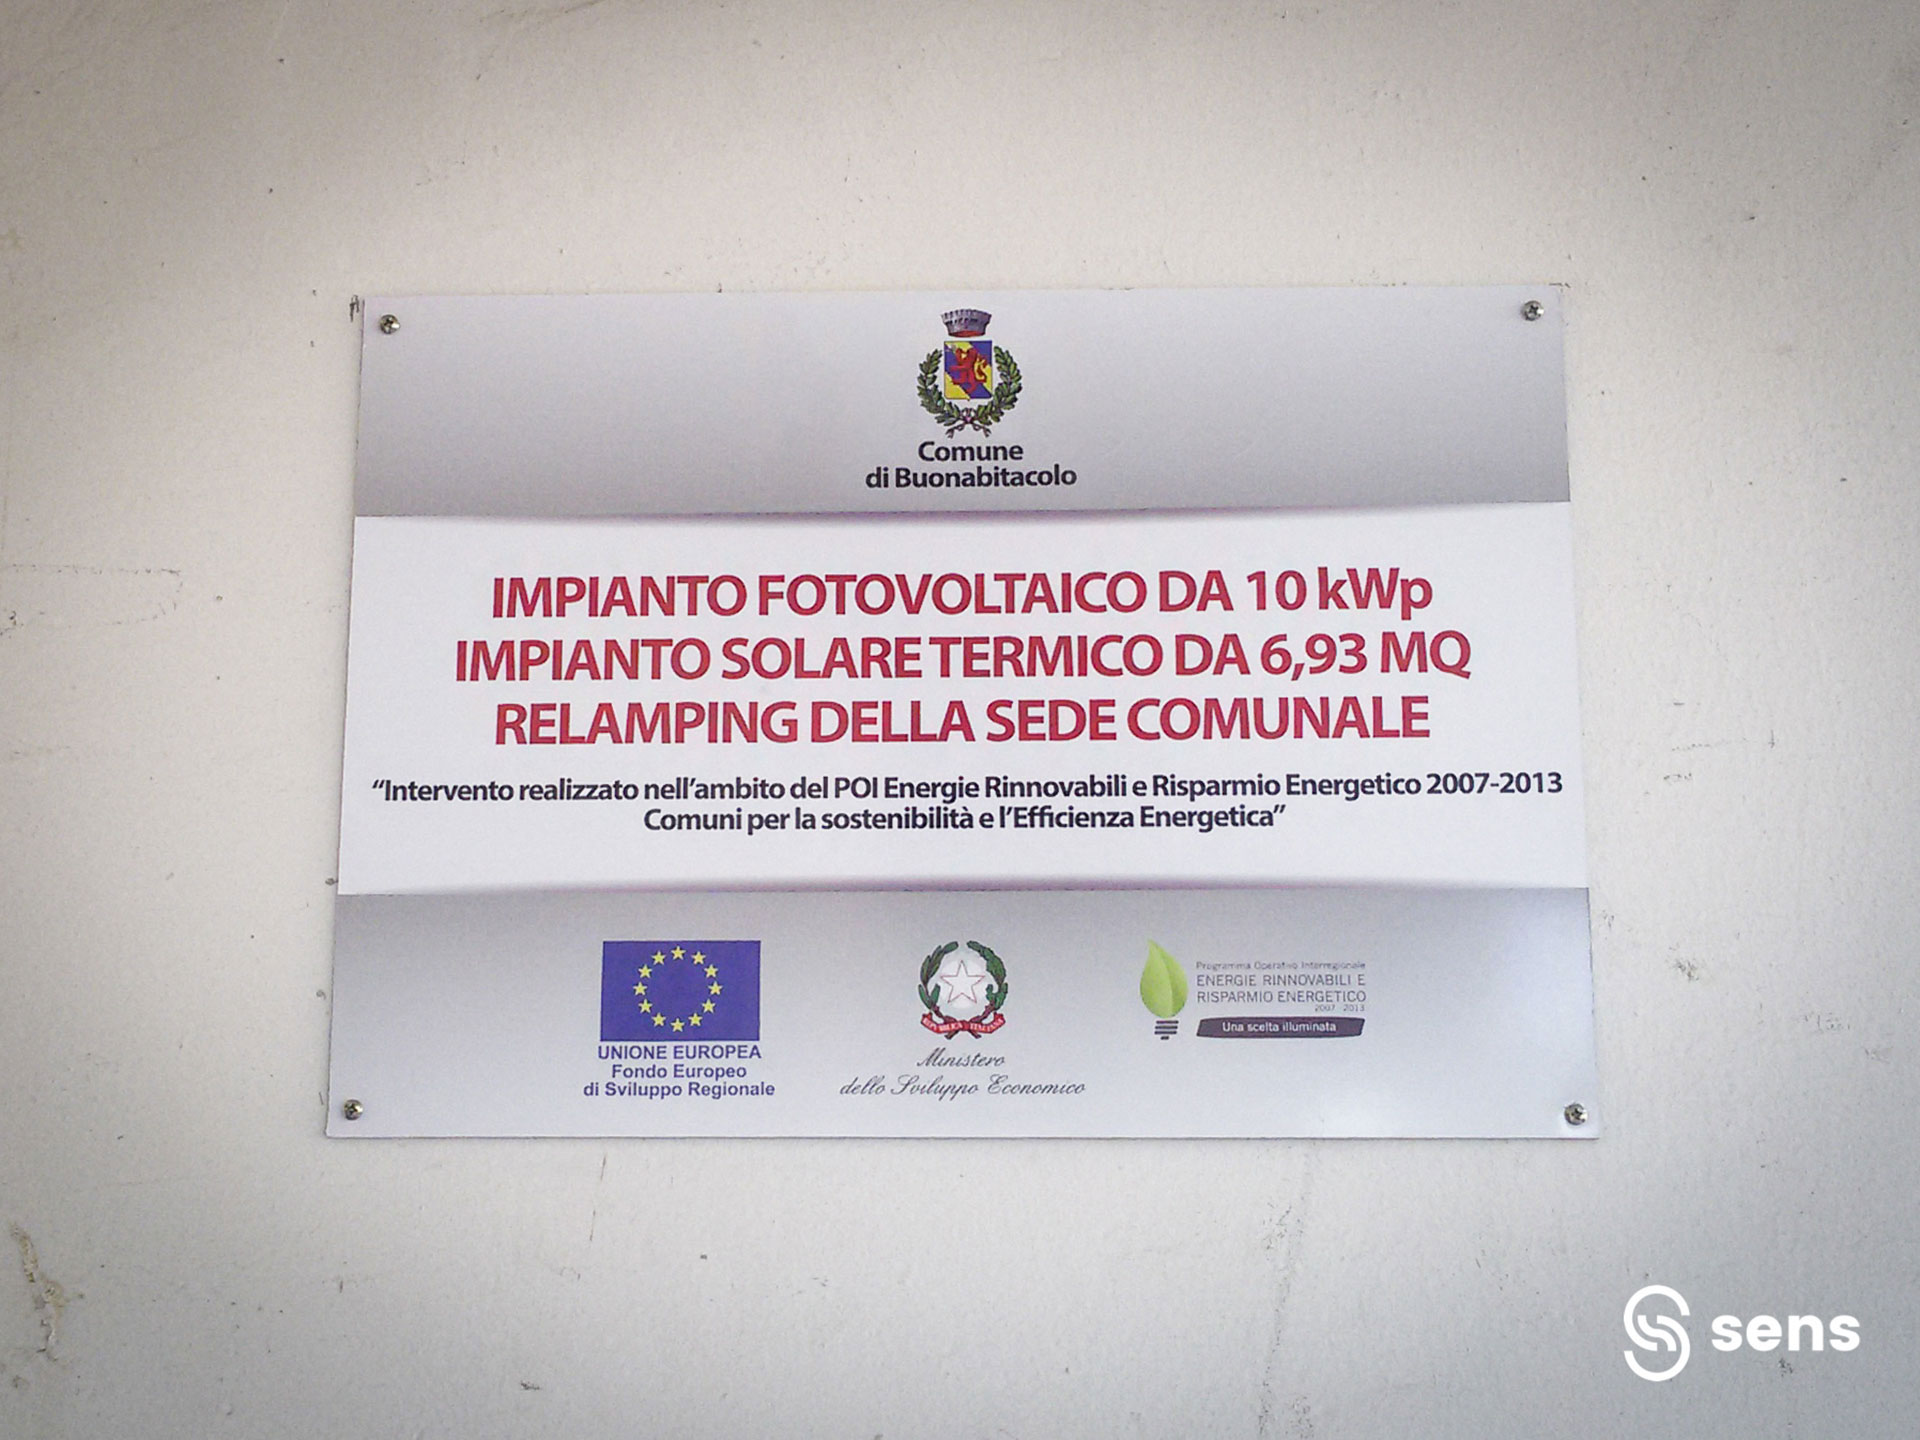 Comune
di Buonabitacolo
IMPIANTO FOTOVOLTAICO DA 10 kWp
IMPIANTO SOLARE TERMICO DA 6,93 MQ
RELAMPING DELLA SEDE COMUNALE
“Intervento realizzato nell’ambito del POI Energie Rinnovabili e Risparmio Energetico 2007-2013
Comuni per la sostenibilità e l’Efficienza Energetica”
UNIONE EUROPEA
Fondo Europeo
di Sviluppo Regionale
REPVBBLICA ITALIANA
Ministero
dello Sviluppo Economico
Programma Operativo Interregionale
ENERGIE RINNOVABILI E
RISPARMIO ENERGETICO
2007 - 2013
Una scelta illuminata
sens